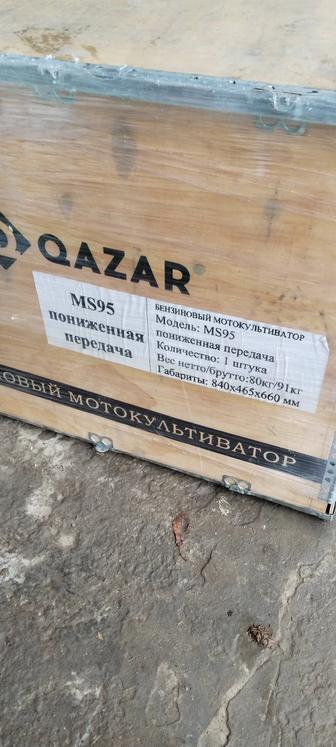 QAZAR®
MS95
пониженная
передача
БЕНЗИНОВЫЙ МОТОКУЛЬТИВАТОР
Модель: MS95
пониженная передача
Количество: 1 штука
Вес нетто/брутто:80кг/91кг
Габариты: 840х465х660 мм
ОВЫЙ МОТОКУЛЬТИВАТОР